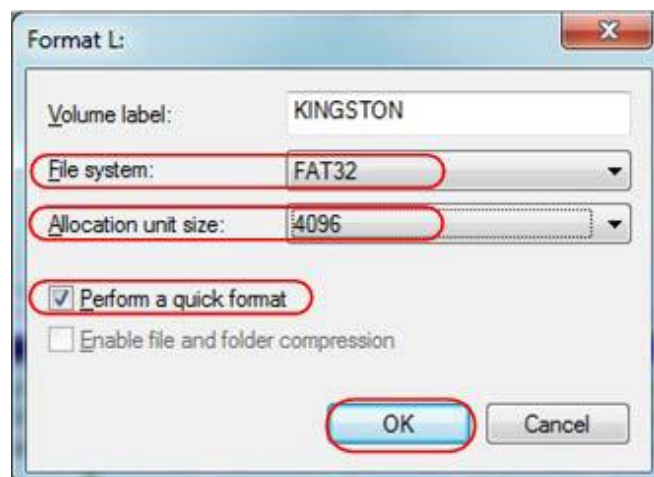 Format L:
Volume label: KINGSTON
File system: FAT32
Allocation unit size: 4096
Perform a quick format
Enable file and folder compression
OK Cancel